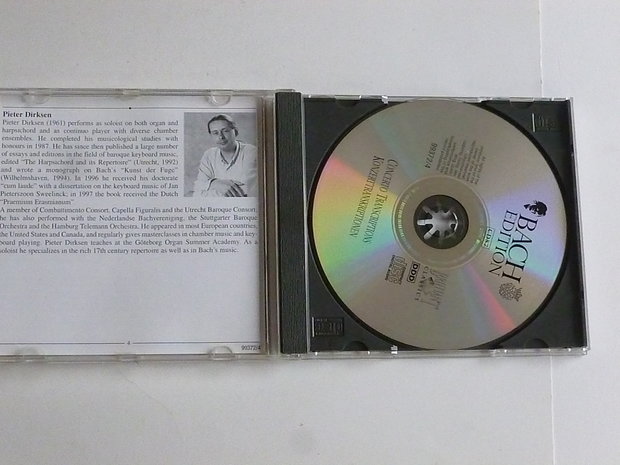 Pieter Dirksen
Pieter Dirksen (1961) performs as soloist on both organ and
harpsichord and as continuo player with diverse chamber
ensembles. He completed his musicological studies with
honours in 1987. He has since then published a large number
of essays and editions in the field of baroque keyboard music,
edited "The Harpsichord and its Repertoire" (Utrecht, 1992)
and wrote a monograph on Bach's "Kunst der Fuge"
(Wilhelmshaven, 1994). In 1996 he received his doctorate
"cum laude" with a dissertation on the keyboard music of Jan
Pieterszoon Sweelinck; in 1997 the book received the Dutch
"Praemium Erasmianum"
A member of Combattimento Consort, Capella Figuralis and the Utrecht Baroque Consort,
he has also performed with the Nederlandse Bachvereniging, the Stuttgarter Baroque
Orchestra and the Hamburg Telemann Orchestra. He appeared in most European countries,
the United States and Canada, and regularly gives masterclasses in chamber music and key-
board playing. Pieter Dirksen teaches at the Göteborg Organ Summer Academy. As a
soloist he specializes in the rich 17th century repertoire as well as in Bach's music.
4
99372/4
BACH
EDITION
Concerto Trancriptions
Konzerttranskriptionen
99372/4
DDD
CLASSICS